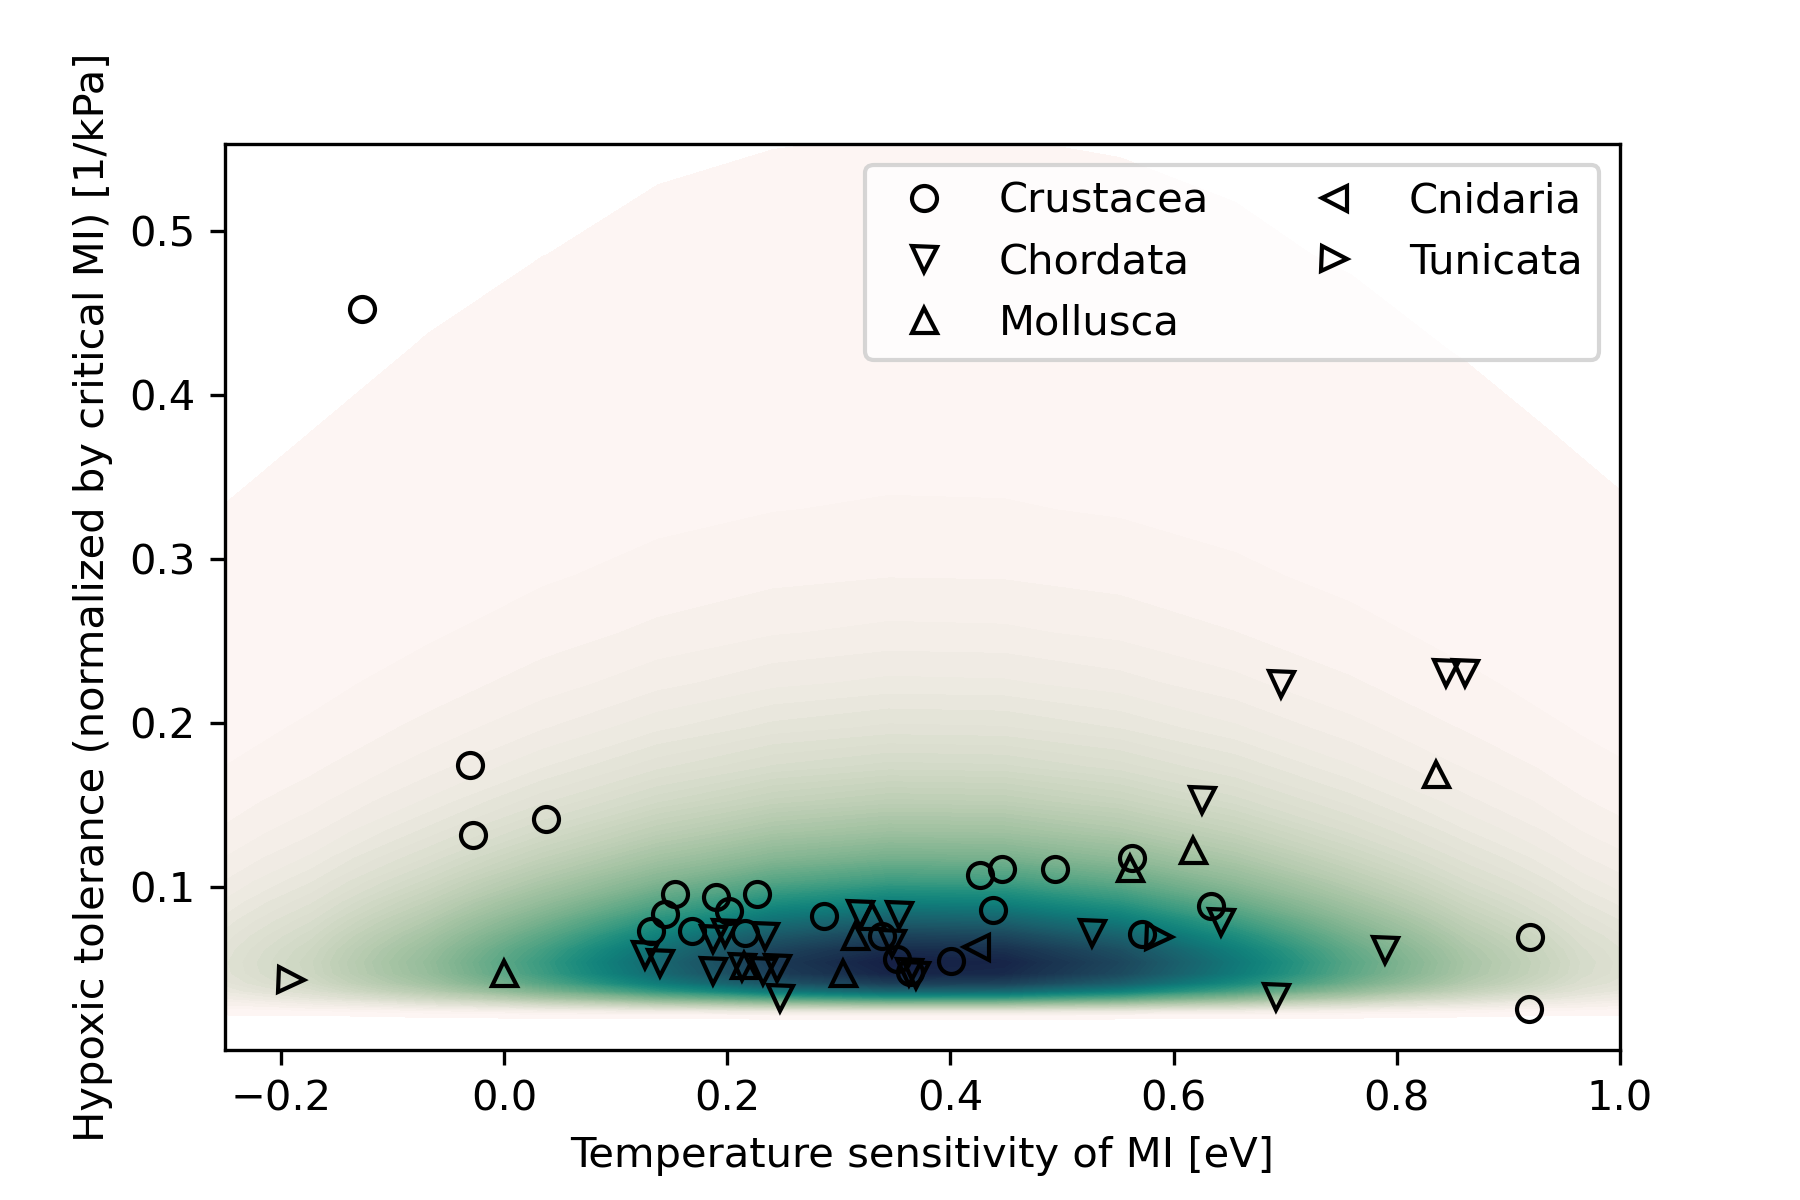 Hypoxic tolerance (normalized by critical MI) [1/kPa]
0.5
0.4
0.3
0.2
0.1
Crustacea
Chordata
Mollusca
Cnidaria
Tunicata
−0.2 0.0 0.2 0.4 0.6 0.8 1.0
Temperature sensitivity of MI [eV]